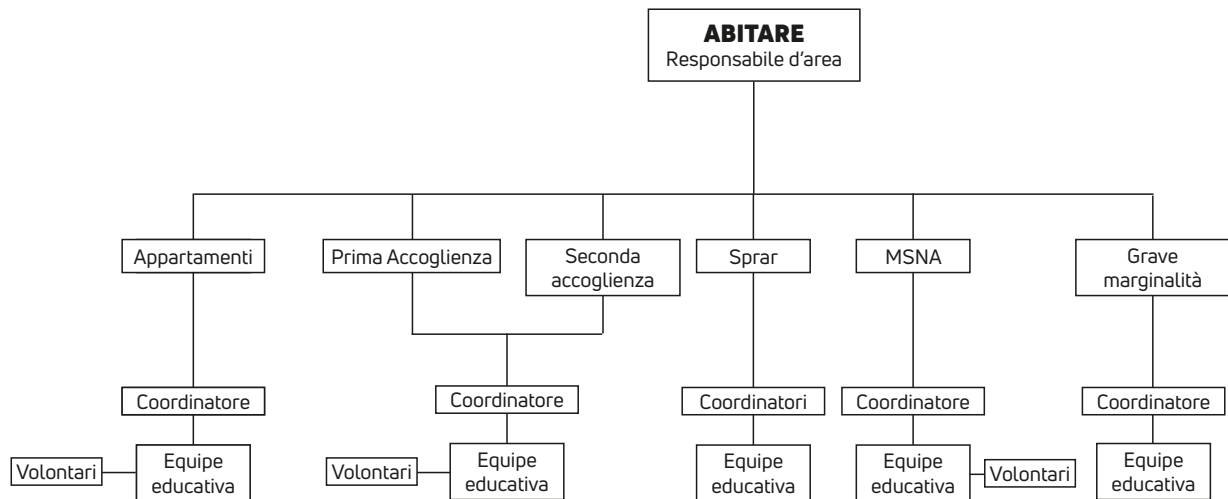 ABITARE
Responsabile d'area
Appartamenti
Prima Accoglienza
Seconda
accoglienza
Sprar
MSNA
Grave
marginalità
Coordinatore
Coordinatore
Coordinatori
Coordinatore
Coordinatore
Volontari
Equipe
educativa
Volontari
Equipe
educativa
Equipe
educativa
Equipe
educativa
Volontari
Equipe
educativa